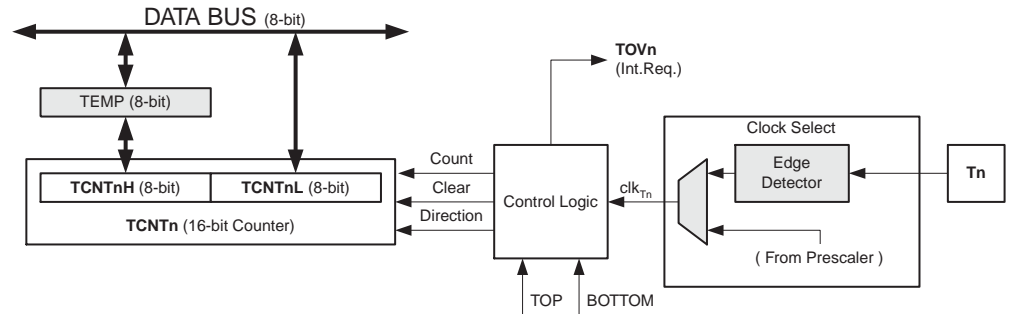 DATA BUS (8-bit)
TOVn
(Int.Req.)
TEMP (8-bit)
Clock Select
Count
Edge
Detector
Tn
TCNTnH (8-bit) TCNTnL (8-bit)
Clear
Control Logic
clkTn
TCNTn (16-bit Counter)
Direction
( From Prescaler )
TOP
BOTTOM